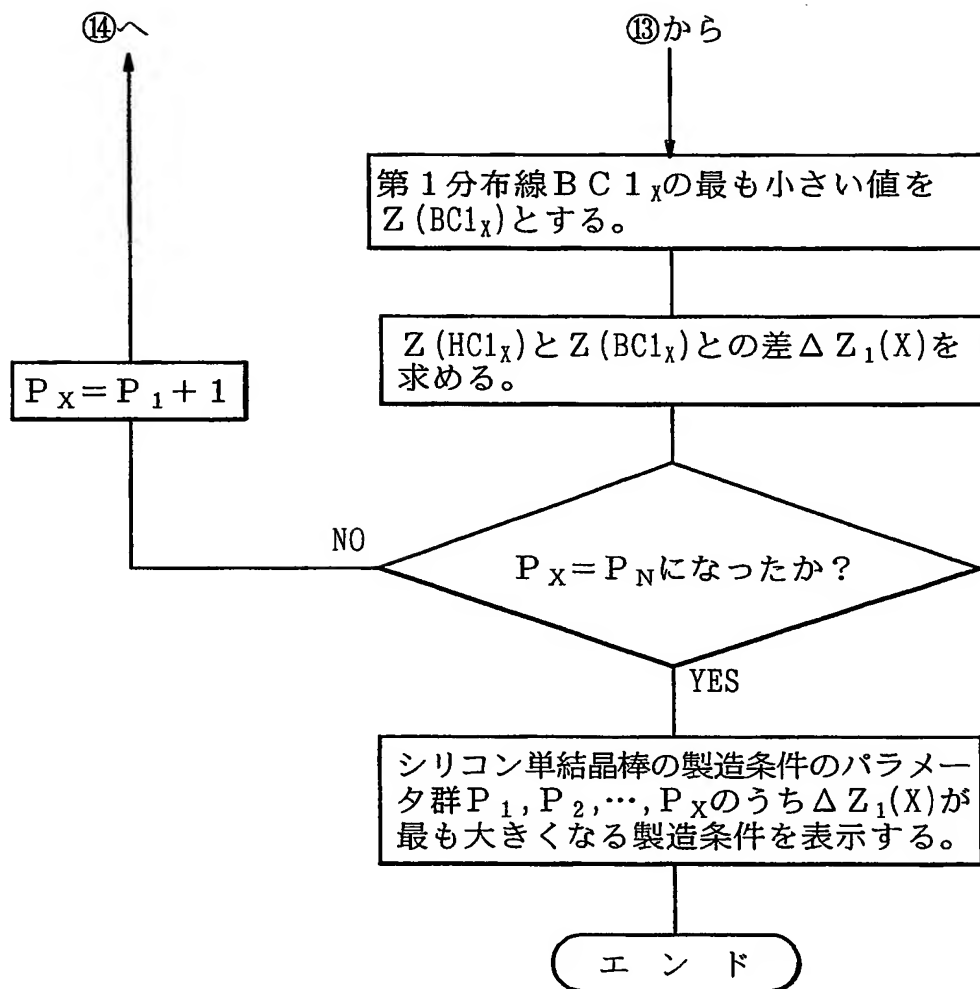 ⑭へ
⑬から
第1分布線BC1Xの最も小さい値を
Z(BC1X)とする。
Z(HC1X)とZ(BC1X)との差ΔZ1(X)を
求める。
PX=P1+1
NO
PX=PNになったか?
YES
シリコン単結晶棒の製造条件のパラメー
タ群P1,P2,…,PXのうちΔZ1(X)が
最も大きくなる製造条件を表示する。
エンド